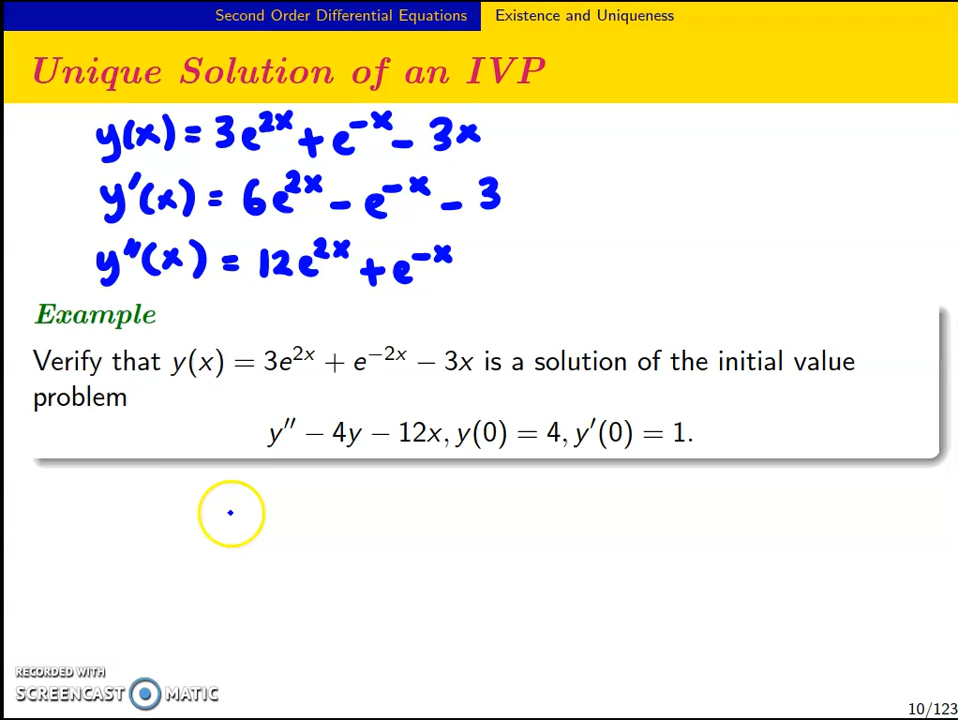 Second Order Differential Equations Existence and Uniqueness
Unique Solution of an IVP
y(x) = 3e^{2x} + e^{-x} - 3x
y'(x) = 6e^{2x} - e^{-x} - 3
y''(x) = 12e^{2x} + e^{-x}
Example
Verify that y(x) = 3e^{2x} + e^{−2x} − 3x is a solution of the initial value
problem
y'' − 4y − 12x, y(0) = 4, y'(0) = 1.
RECORDED WITH
SCREENCAST MATIC
10/123